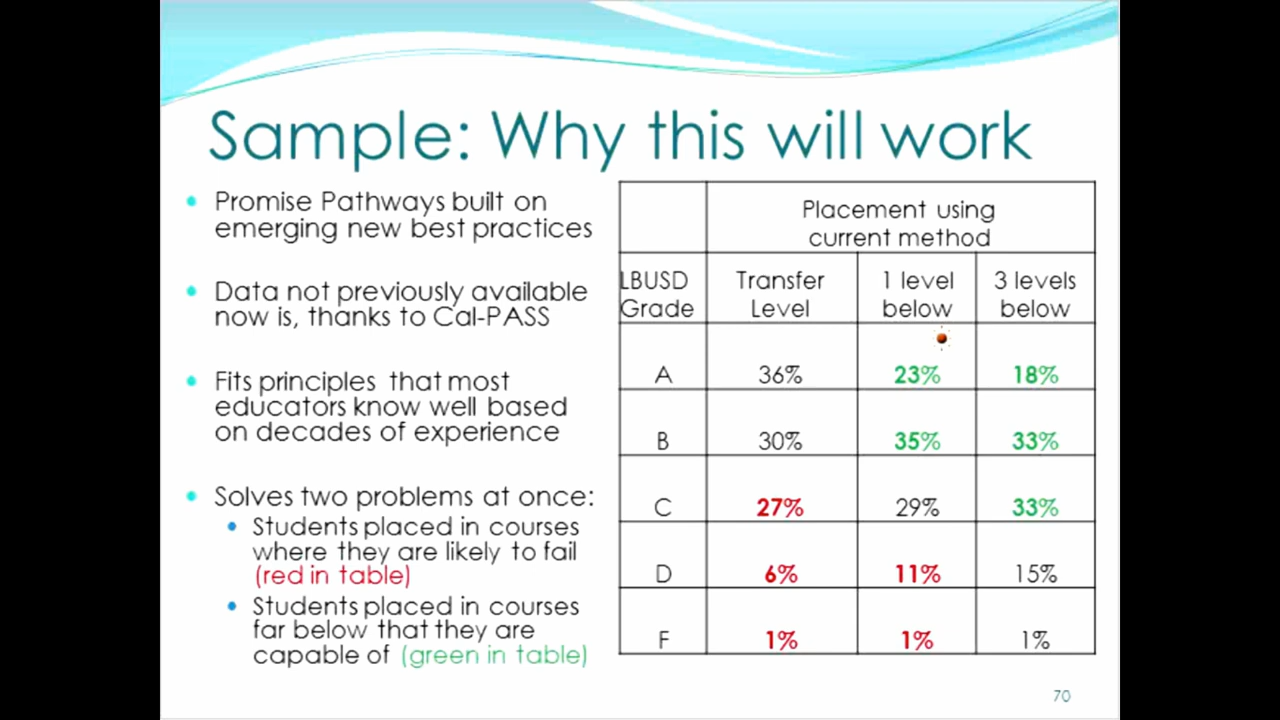 Sample: Why this will work
Promise Pathways built on
emerging new best practices
Data not previously available
now is, thanks to Cal-PASS
Fits principles that most
educators know well based
on decades of experience
Solves two problems at once:
Students placed in courses
where they are likely to fail
(red in table)
Students placed in courses
far below that they are
capable of (green in table)
Placement using
current method
LBUSD Grade Transfer Level 1 level below 3 levels below
A 36% 23% 18%
B 30% 35% 33%
C 27% 29% 33%
D 6% 11% 15%
F 1% 1% 1%
70